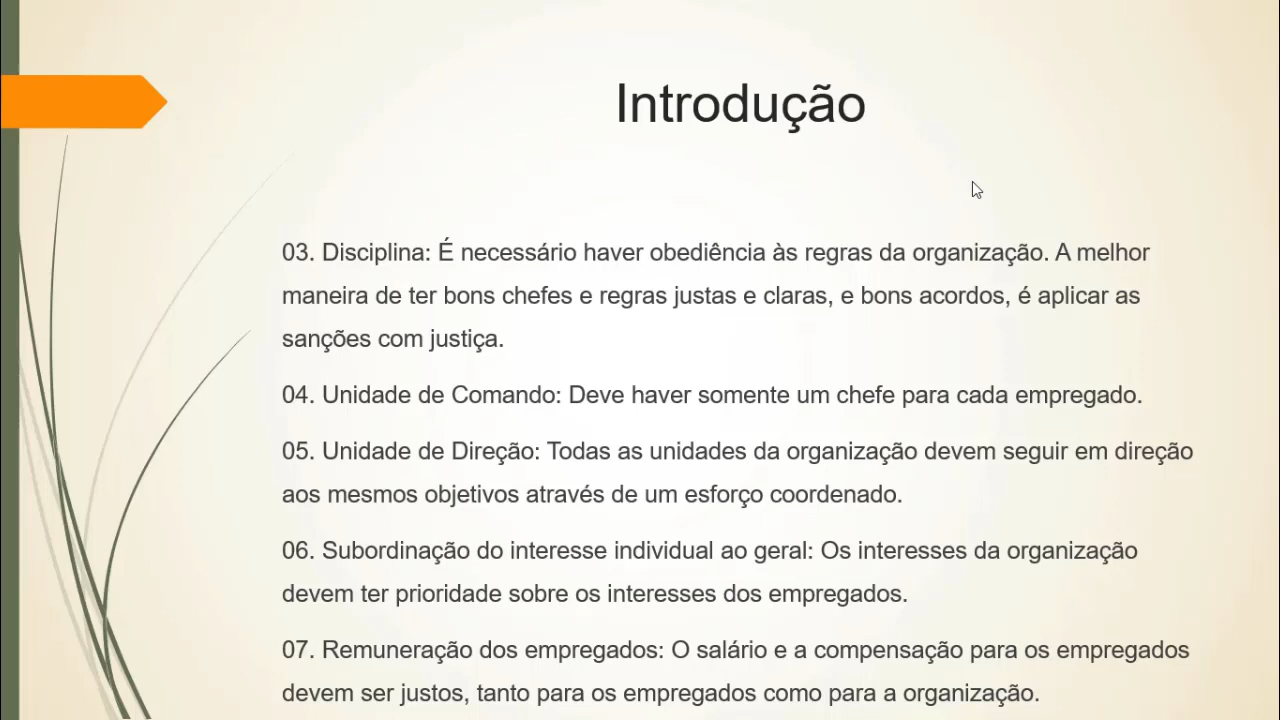 Introdução
03. Disciplina: É necessário haver obediência às regras da organização. A melhor
maneira de ter bons chefes e regras justas e claras, e bons acordos, é aplicar as
sanções com justiça.
04. Unidade de Comando: Deve haver somente um chefe para cada empregado.
05. Unidade de Direção: Todas as unidades da organização devem seguir em direção
aos mesmos objetivos através de um esforço coordenado.
06. Subordinação do interesse individual ao geral: Os interesses da organização
devem ter prioridade sobre os interesses dos empregados.
07. Remuneração dos empregados: O salário e a compensação para os empregados
devem ser justos, tanto para os empregados como para a organização.